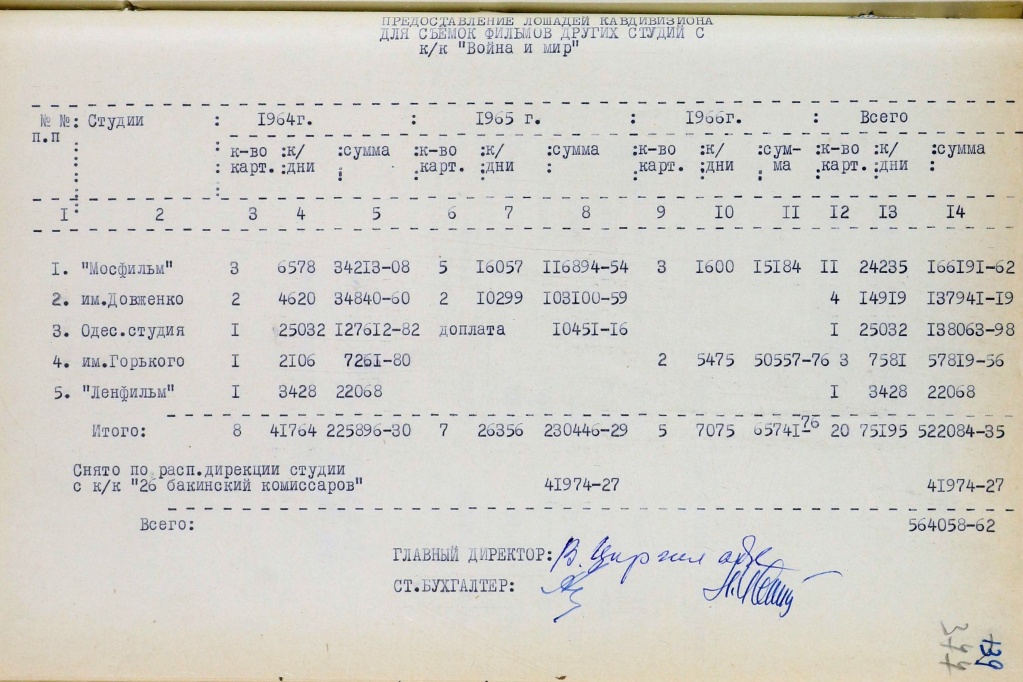 ПРЕДОСТАВЛЕНИЕ ЛОШАДЕЙ КАВДИВИЗИОНА
ДЛЯ СЪЕМОК ФИЛЬМОВ ДРУГИХ СТУДИЙ С
к/к "Война и мир"
№ №: Студии : 1964г. : 1965 г. : 1966г. : Всего
п.п : к-во :к/ :сумма :к-во :к/ :сумма :к-во :к/ :сум- :к-во :к/ :сумма
карт. :дни : карт. :дни : карт. :дни ма карт. :дни :
I: 2 3 4 5 6 7 8 9 I0 II I2 I3 I4
I. "Мосфильм" 3 6578 342I3-08 5 I6057 II6894-54 3 I600 I5I84 II 24235 I66I9I-62
2. им.Довженко 2 4620 34840-60 2 I0299 I03I00-59 4 I49I9 I3794I-I9
3. Одес.студия I 25032 I276I2-82 доплата I045I-I6 I 25032 I38063-98
4. им.Горького I 2I06 726I-80 2 5475 50557-76 3 758I 578I9-56
5. "Ленфильм" I 3428 22068 I 3428 22068
Итого: 8 4I764 225896-30 7 26356 230446-29 5 7075 6574I-76 20 75I95 522084-35
Снято по расп.дирекции студии
с к/к "26 бакинский комиссаров" 4I974-27 4I974-27
Всего: 564058-62
ГЛАВНЫЙ ДИРЕКТОР:
СТ.БУХГАЛТЕР:
139
377